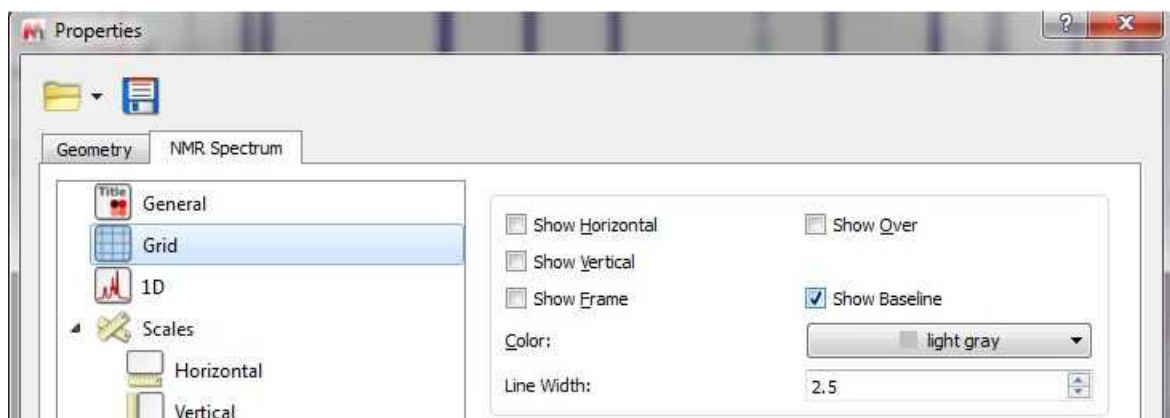 Properties
Geometry
NMR Spectrum
Title
General
Grid
1D
Scales
Horizontal
Vertical
Show Horizontal
Show Over
Show Vertical
Show Frame
Show Baseline
Color:
light gray
Line Width:
2.5